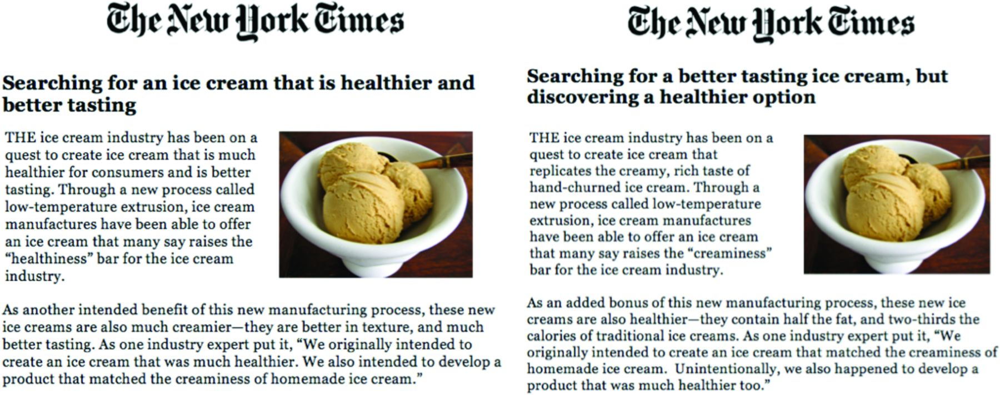 The New York Times
Searching for an ice cream that is healthier and
better tasting
THE ice cream industry has been on a
quest to create ice cream that is much
healthier for consumers and is better
tasting. Through a new process called
low-temperature extrusion, ice cream
manufactures have been able to offer
an ice cream that many say raises the
“healthiness” bar for the ice cream
industry.
As another intended benefit of this new manufacturing process, these new
ice creams are also much creamier—they are better in texture, and much
better tasting. As one industry expert put it, “We originally intended to
create an ice cream that was much healthier. We also intended to develop a
product that matched the creaminess of homemade ice cream.”
The New York Times
Searching for a better tasting ice cream, but
discovering a healthier option
THE ice cream industry has been on a
quest to create ice cream that
replicates the creamy, rich taste of
hand-churned ice cream. Through a
new process called low-temperature
extrusion, ice cream manufactures
have been able to offer an ice cream
that many say raises the “creaminess”
bar for the ice cream industry.
As an added bonus of this new manufacturing process, these new ice
creams are also healthier—they contain half the fat, and two-thirds the
calories of traditional ice creams. As one industry expert put it, “We
originally intended to create an ice cream that matched the creaminess of
homemade ice cream.  Unintentionally, we also happened to develop a
product that was much healthier too.”